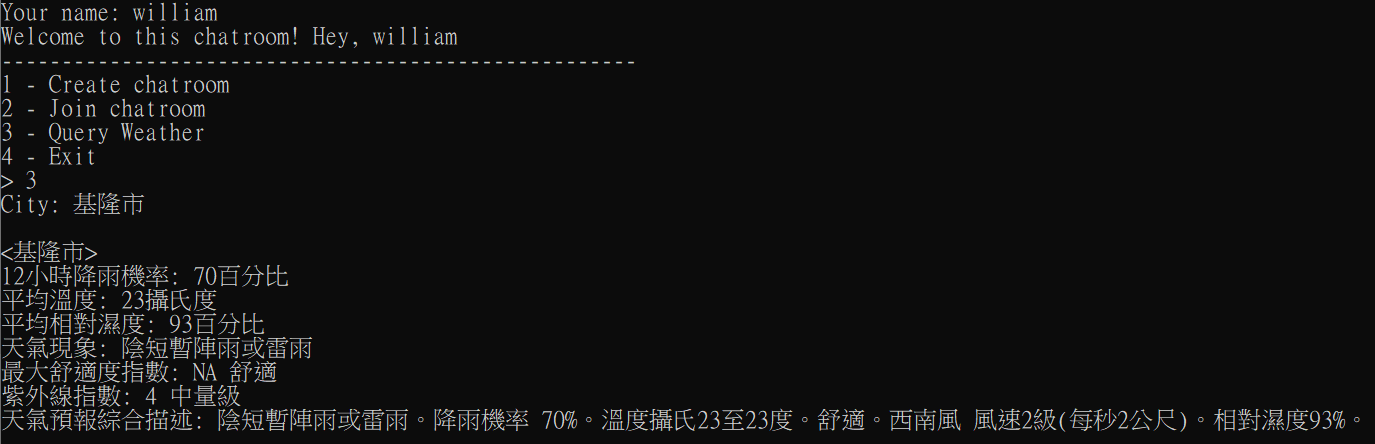 Your name: william
Welcome to this chatroom! Hey, william
-----------------------------------------------------
1 - Create chatroom
2 - Join chatroom
3 - Query Weather
4 - Exit
> 3
City: 基隆市
<基隆市>
12小時降雨機率: 70百分比
平均溫度: 23攝氏度
平均相對濕度: 93百分比
天氣現象: 陰短暫陣雨或雷雨
最大舒適度指數: NA 舒適
紫外線指數: 4 中量級
天氣預報綜合描述: 陰短暫陣雨或雷雨。降雨機率 70%。溫度攝氏23至23度。舒適。西南風 風速2級(每秒2公尺)。相對濕度93%。